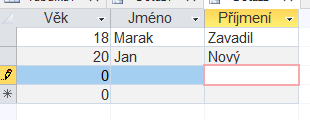 Věk Jméno Příjmení
18 Marak Zavadil
20 Jan Nový
0
0